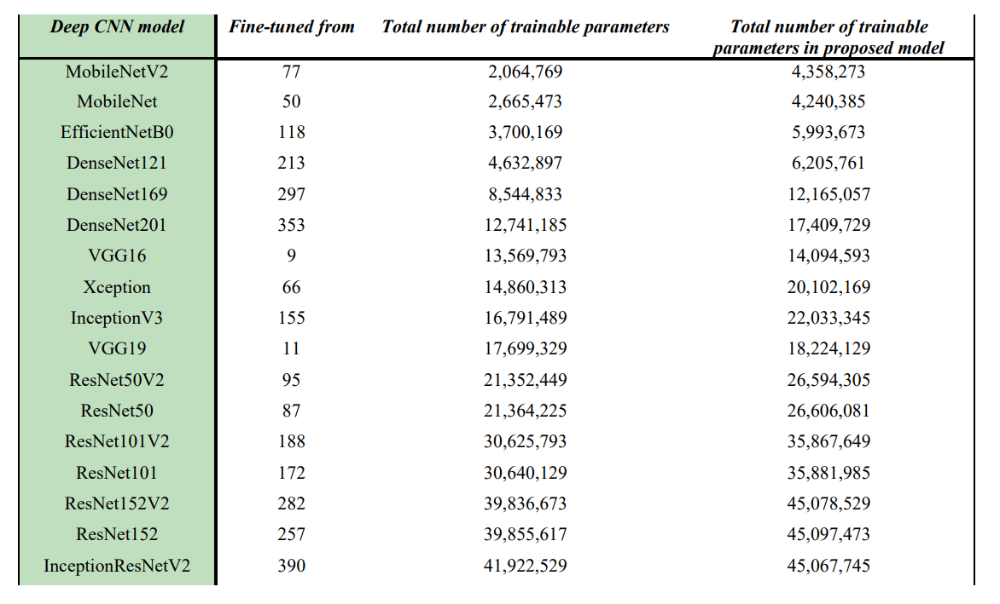 Deep CNN model Fine-tuned from Total number of trainable parameters Total number of trainable
parameters in proposed model
MobileNetV2 77 2,064,769 4,358,273
MobileNet 50 2,665,473 4,240,385
EfficientNetB0 118 3,700,169 5,993,673
DenseNet121 213 4,632,897 6,205,761
DenseNet169 297 8,544,833 12,165,057
DenseNet201 353 12,741,185 17,409,729
VGG16 9 13,569,793 14,094,593
Xception 66 14,860,313 20,102,169
InceptionV3 155 16,791,489 22,033,345
VGG19 11 17,699,329 18,224,129
ResNet50V2 95 21,352,449 26,594,305
ResNet50 87 21,364,225 26,606,081
ResNet101V2 188 30,625,793 35,867,649
ResNet101 172 30,640,129 35,881,985
ResNet152V2 282 39,836,673 45,078,529
ResNet152 257 39,855,617 45,097,473
InceptionResNetV2 390 41,922,529 45,067,745